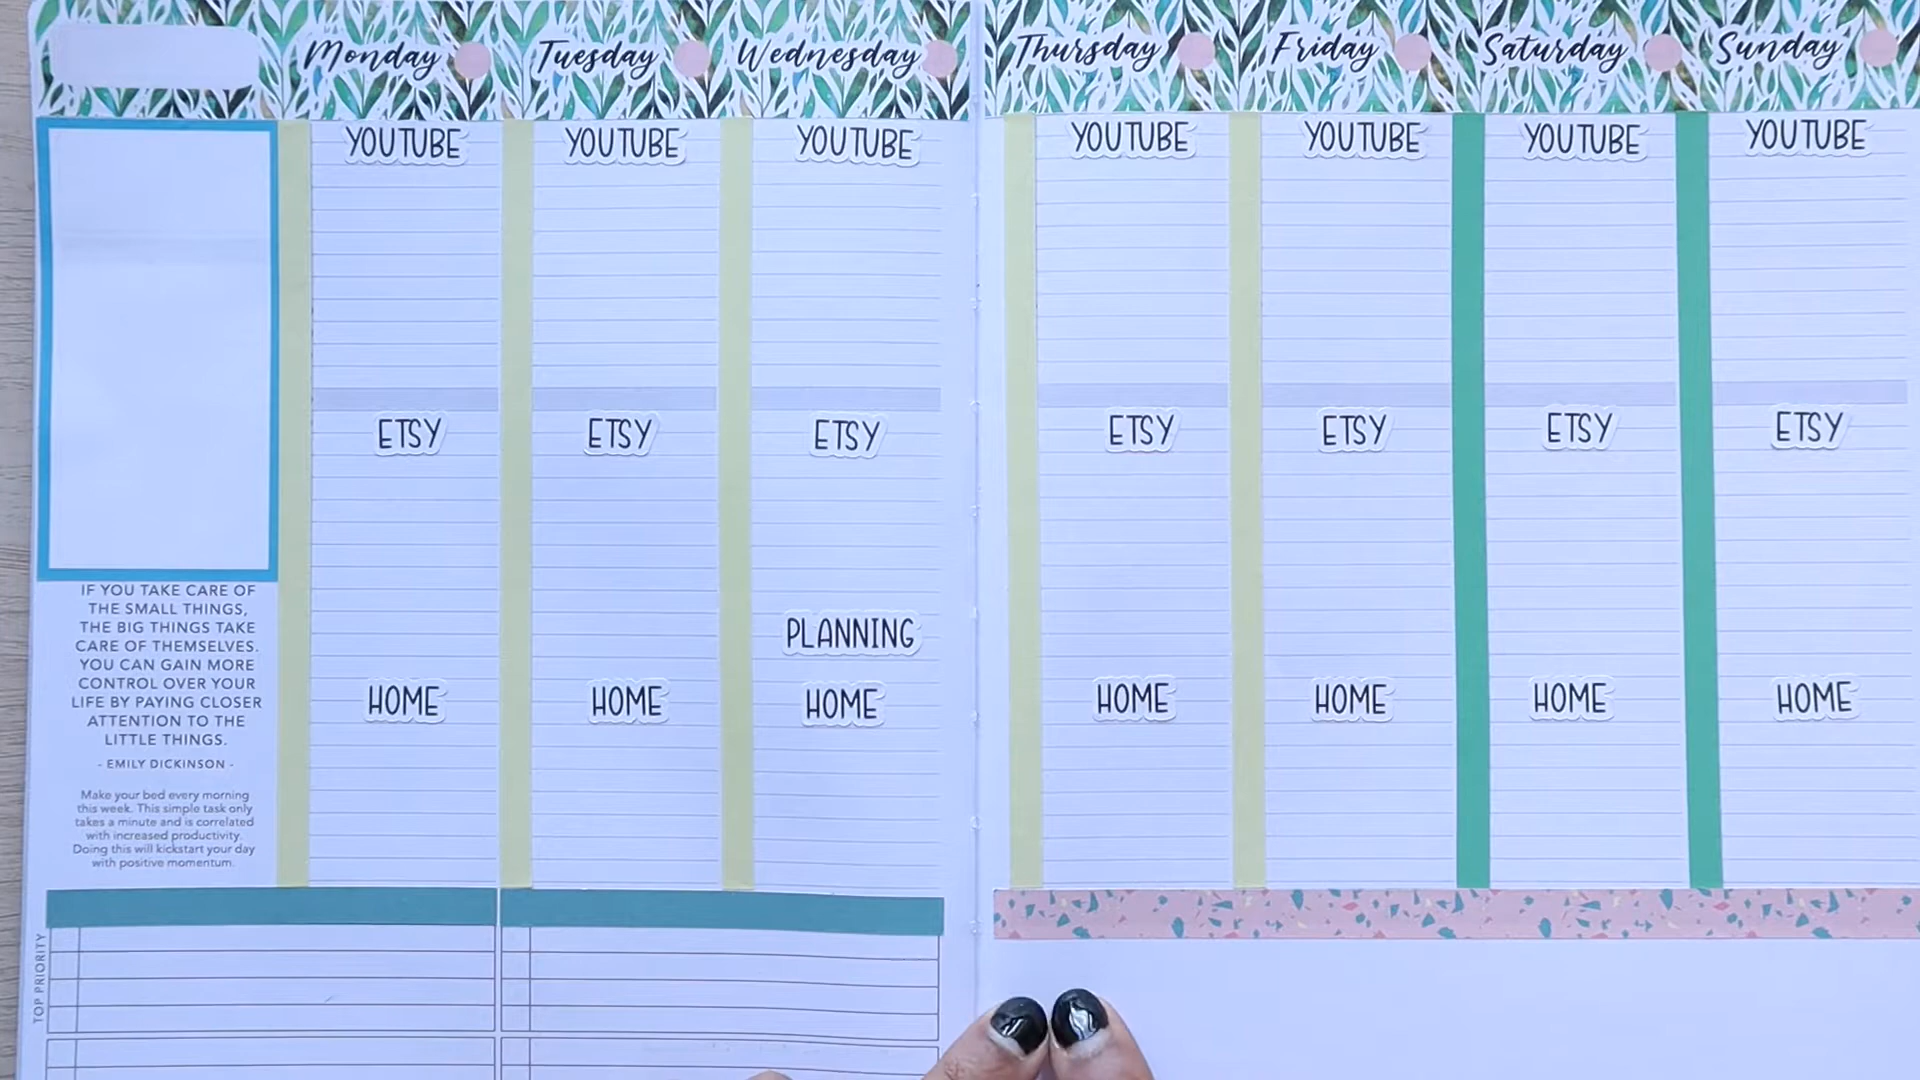 Monday Tuesday Wednesday Thursday Friday Saturday Sunday
YOUTUBE YOUTUBE YOUTUBE YOUTUBE YOUTUBE YOUTUBE YOUTUBE
ETSY ETSY ETSY ETSY ETSY ETSY ETSY
PLANNING
HOME HOME HOME HOME HOME HOME HOME
IF YOU TAKE CARE OF
THE SMALL THINGS,
THE BIG THINGS TAKE
CARE OF THEMSELVES.
YOU CAN GAIN MORE
CONTROL OVER YOUR
LIFE BY PAYING CLOSER
ATTENTION TO THE
LITTLE THINGS.
- EMILY DICKINSON -
Make your bed every morning
this week. This simple task only
takes a minute and is correlated
with increased productivity.
Doing this will kickstart your day
with positive momentum.
TOP PRIORITY